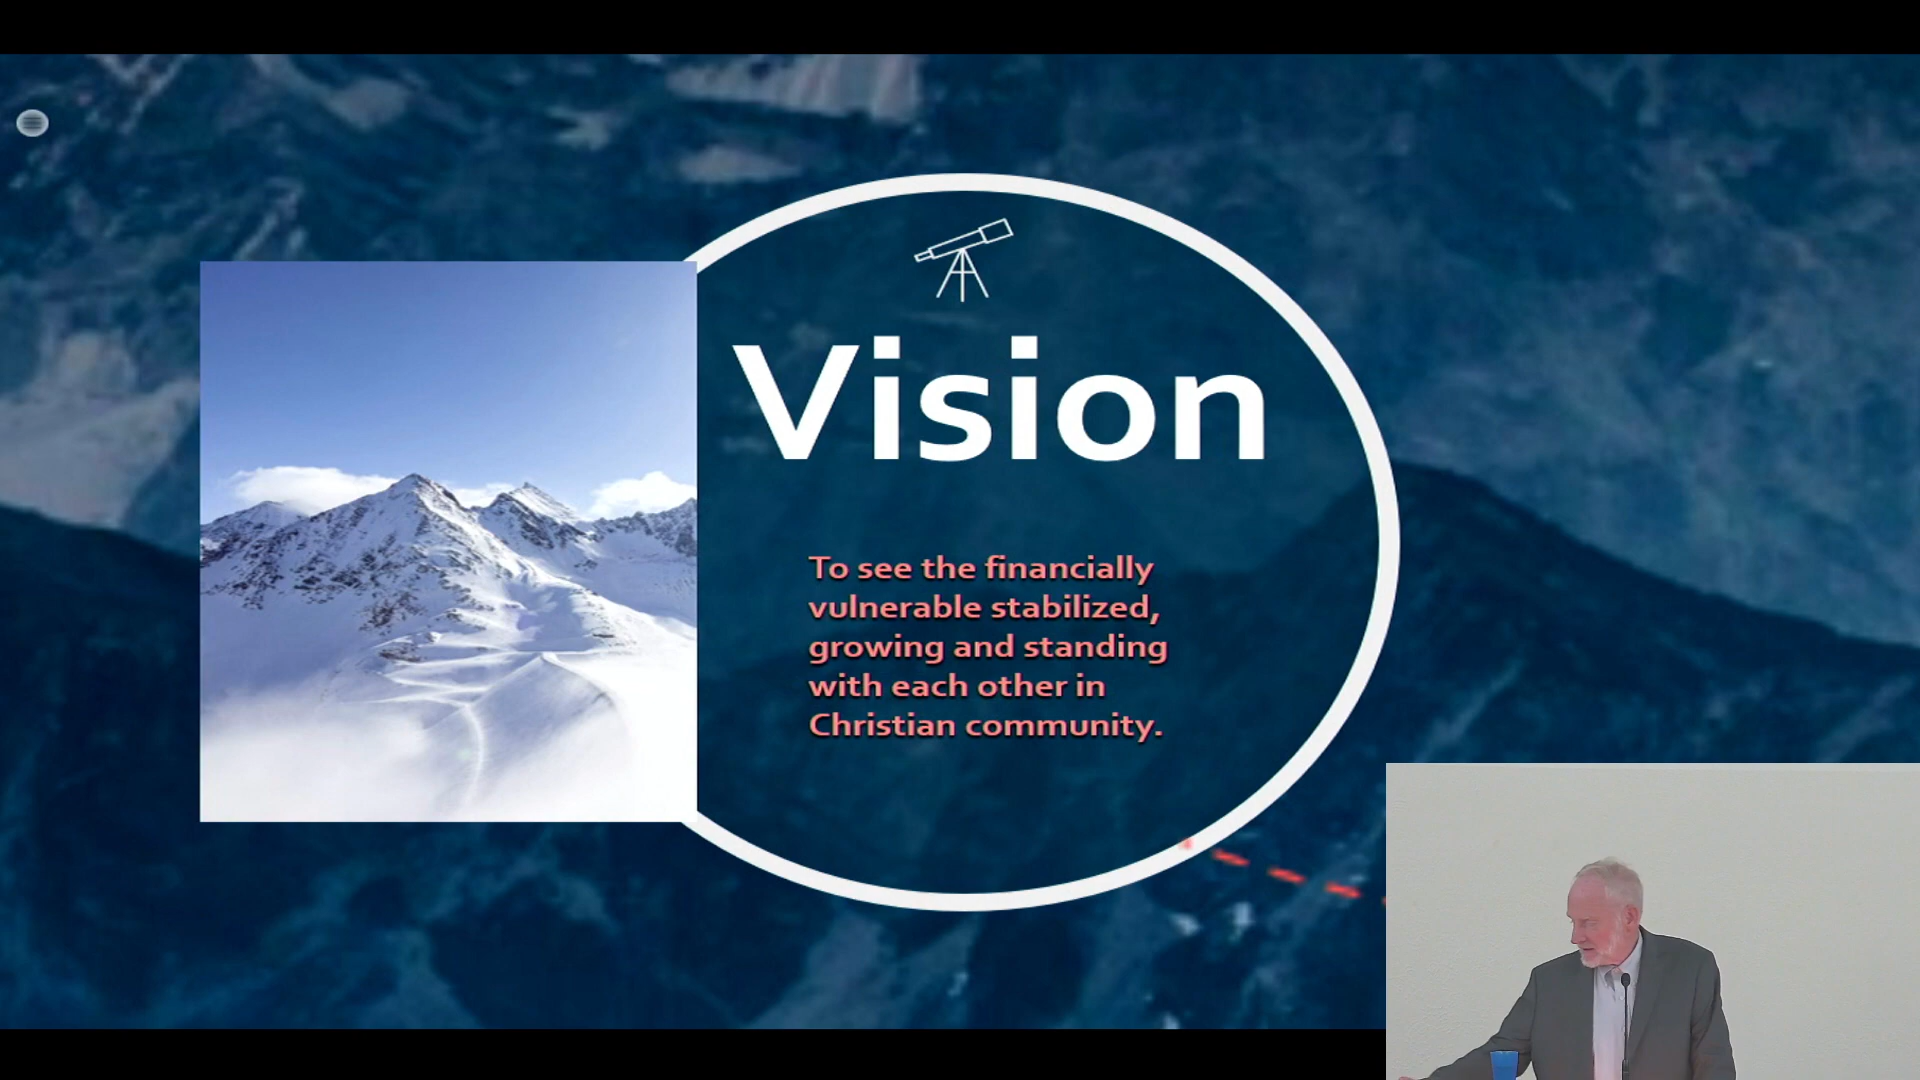 Vision
To see the financially
vulnerable stabilized,
growing and standing
with each other in
Christian community.